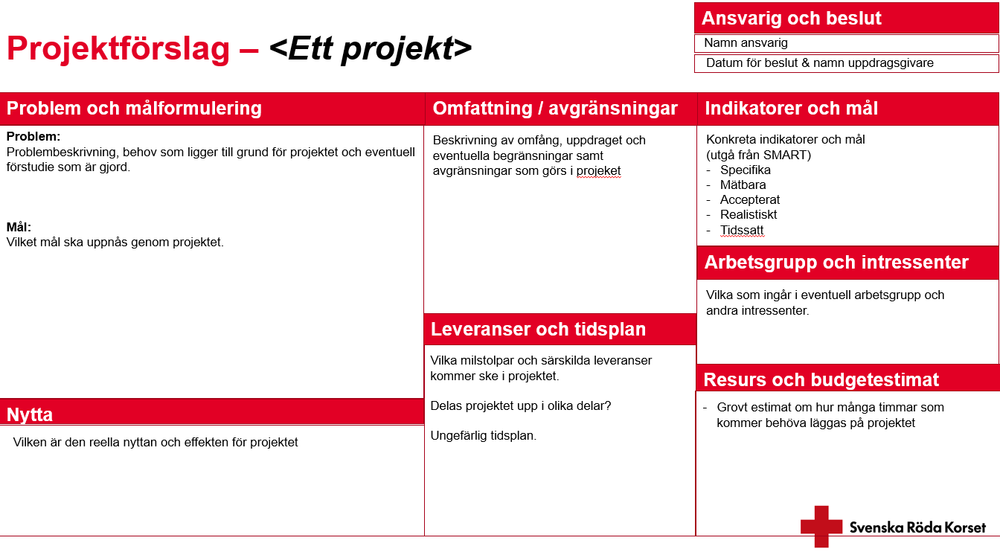 Projektförslag – <Ett projekt>
Ansvarig och beslut
Namn ansvarig
Datum för beslut & namn uppdragsgivare
Problem och målformulering
Problem:
Problembeskrivning, behov som ligger till grund för projektet och eventuell
förstudie som är gjord.
Mål:
Vilket mål ska uppnås genom projektet.
Nytta
Vilken är den reella nyttan och effekten för projektet
Omfattning / avgränsningar
Beskrivning av omfång, uppdraget och
eventuella begränsningar samt
avgränsningar som görs i projeket
Leveranser och tidsplan
Vilka milstolpar och särskilda leveranser
kommer ske i projektet.
Delas projektet upp i olika delar?
Ungefärlig tidsplan.
Indikatorer och mål
Konkreta indikatorer och mål
(utgå från SMART)
- Specifika
- Mätbara
- Accepterat
- Realistiskt
- Tidssatt
Arbetsgrupp och intressenter
Vilka som ingår i eventuell arbetsgrupp och
andra intressenter.
Resurs och budgetestimat
- Grovt estimat om hur många timmar som
kommer behöva läggas på projektet
Svenska Röda Korset